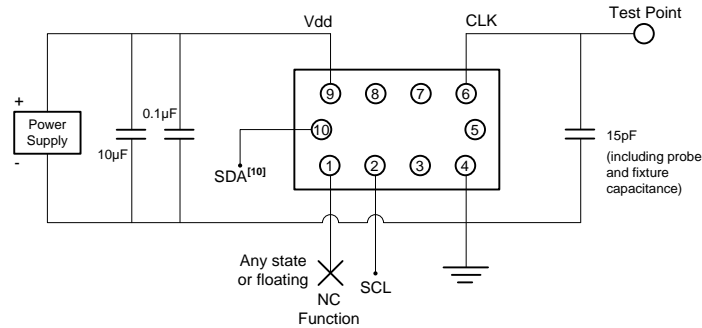 Vdd
CLK
Test Point
9
8
7
6
+
Power
Supply
-
10µF
0.1µF
10
5
15pF
(including probe
and fixture
capacitance)
SDA[10]
1
2
3
4
Any state
or floating
NC
Function
SCL